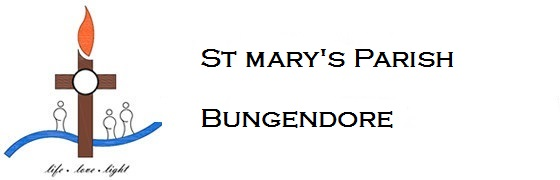 St Mary's Parish
Bungendore
life • love • light